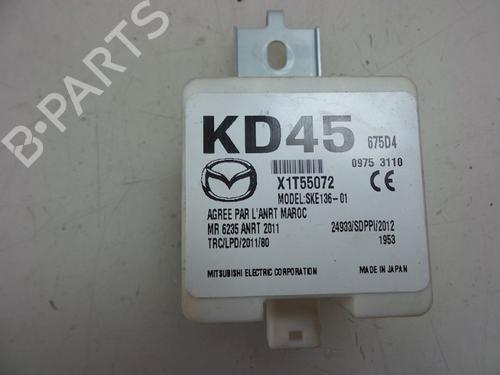 KD45 675D4
0975 3110
X1T55072
MODEL:SKE136-01
AGREE PAR L'ANRT MAROC
MR 6235 ANRT 2011 24933/SDPPI/2012
TRC/LPD/2011/80 1953
MITSUBISHI ELECTRIC CORPORATION MADE IN JAPAN
B-PARTS